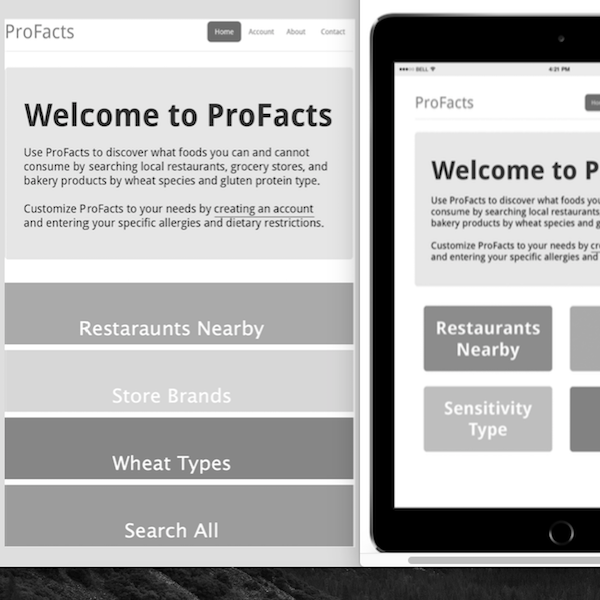 ProFacts
Home Account About Contact
Welcome to ProFacts
Use ProFacts to discover what foods you can and cannot
consume by searching local restaurants, grocery stores, and
bakery products by wheat species and gluten protein type.
Customize ProFacts to your needs by creating an account
and entering your specific allergies and dietary restrictions.
Restaraunts Nearby
Store Brands
Wheat Types
Search All
BELL 4:21 PM
ProFacts
Welcome to P
Use ProFacts to discover what foods you
consume by searching local restaurants
bakery products by wheat species and g
Customize ProFacts to your needs by cr
and entering your specific allergies and
Restaurants
Nearby
Sensitivity
Type